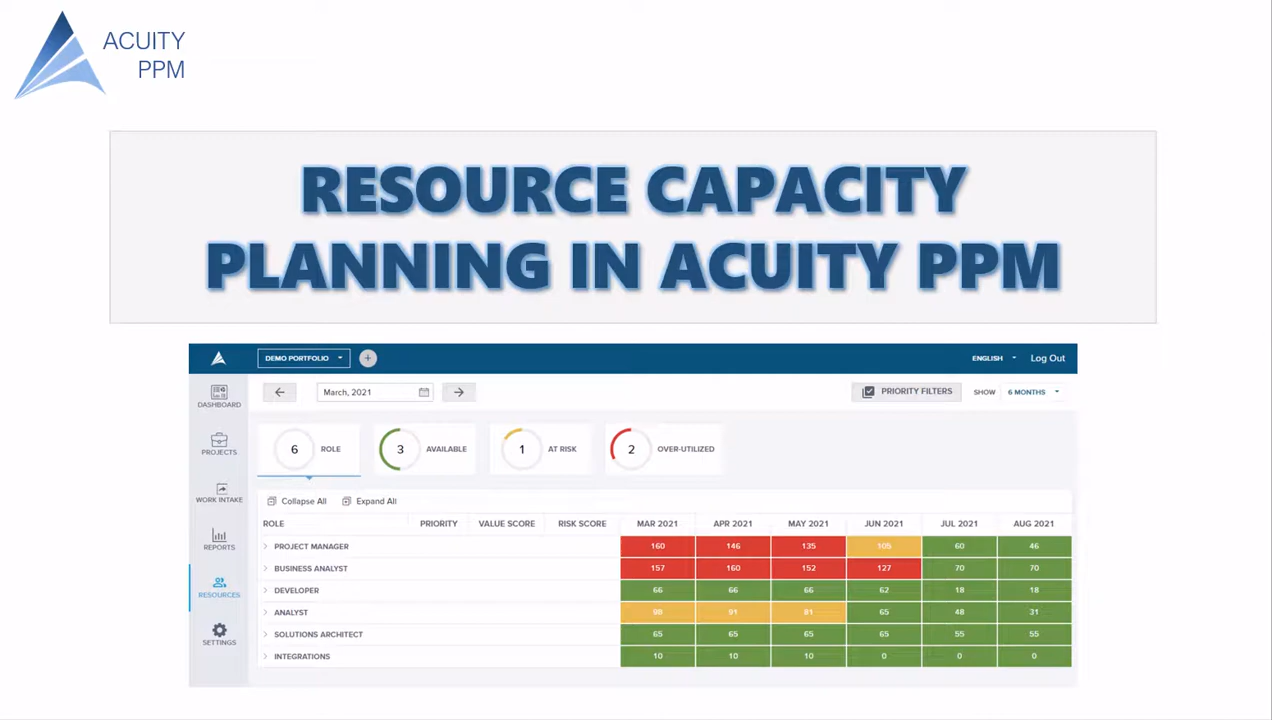 ACUITY
PPM
RESOURCE CAPACITY
PLANNING IN ACUITY PPM
DEMO PORTFOLIO + ENGLISH Log Out
DASHBOARD March, 2021 PRIORITY FILTERS SHOW 6 MONTHS
PROJECTS 6 ROLE 3 AVAILABLE 1 AT RISK 2 OVER-UTILIZED
WORK INTAKE Collapse All Expand All
ROLE PRIORITY VALUE SCORE RISK SCORE MAR 2021 APR 2021 MAY 2021 JUN 2021 JUL 2021 AUG 2021
REPORTS PROJECT MANAGER 160 146 135 105 60 46
BUSINESS ANALYST 157 160 152 127 70 70
RESOURCES DEVELOPER 66 66 66 62 18 18
ANALYST 91 81 65 48 31
SETTINGS SOLUTIONS ARCHITECT 65 65 65 65 55 55
INTEGRATIONS 10 10 10 0 0 0